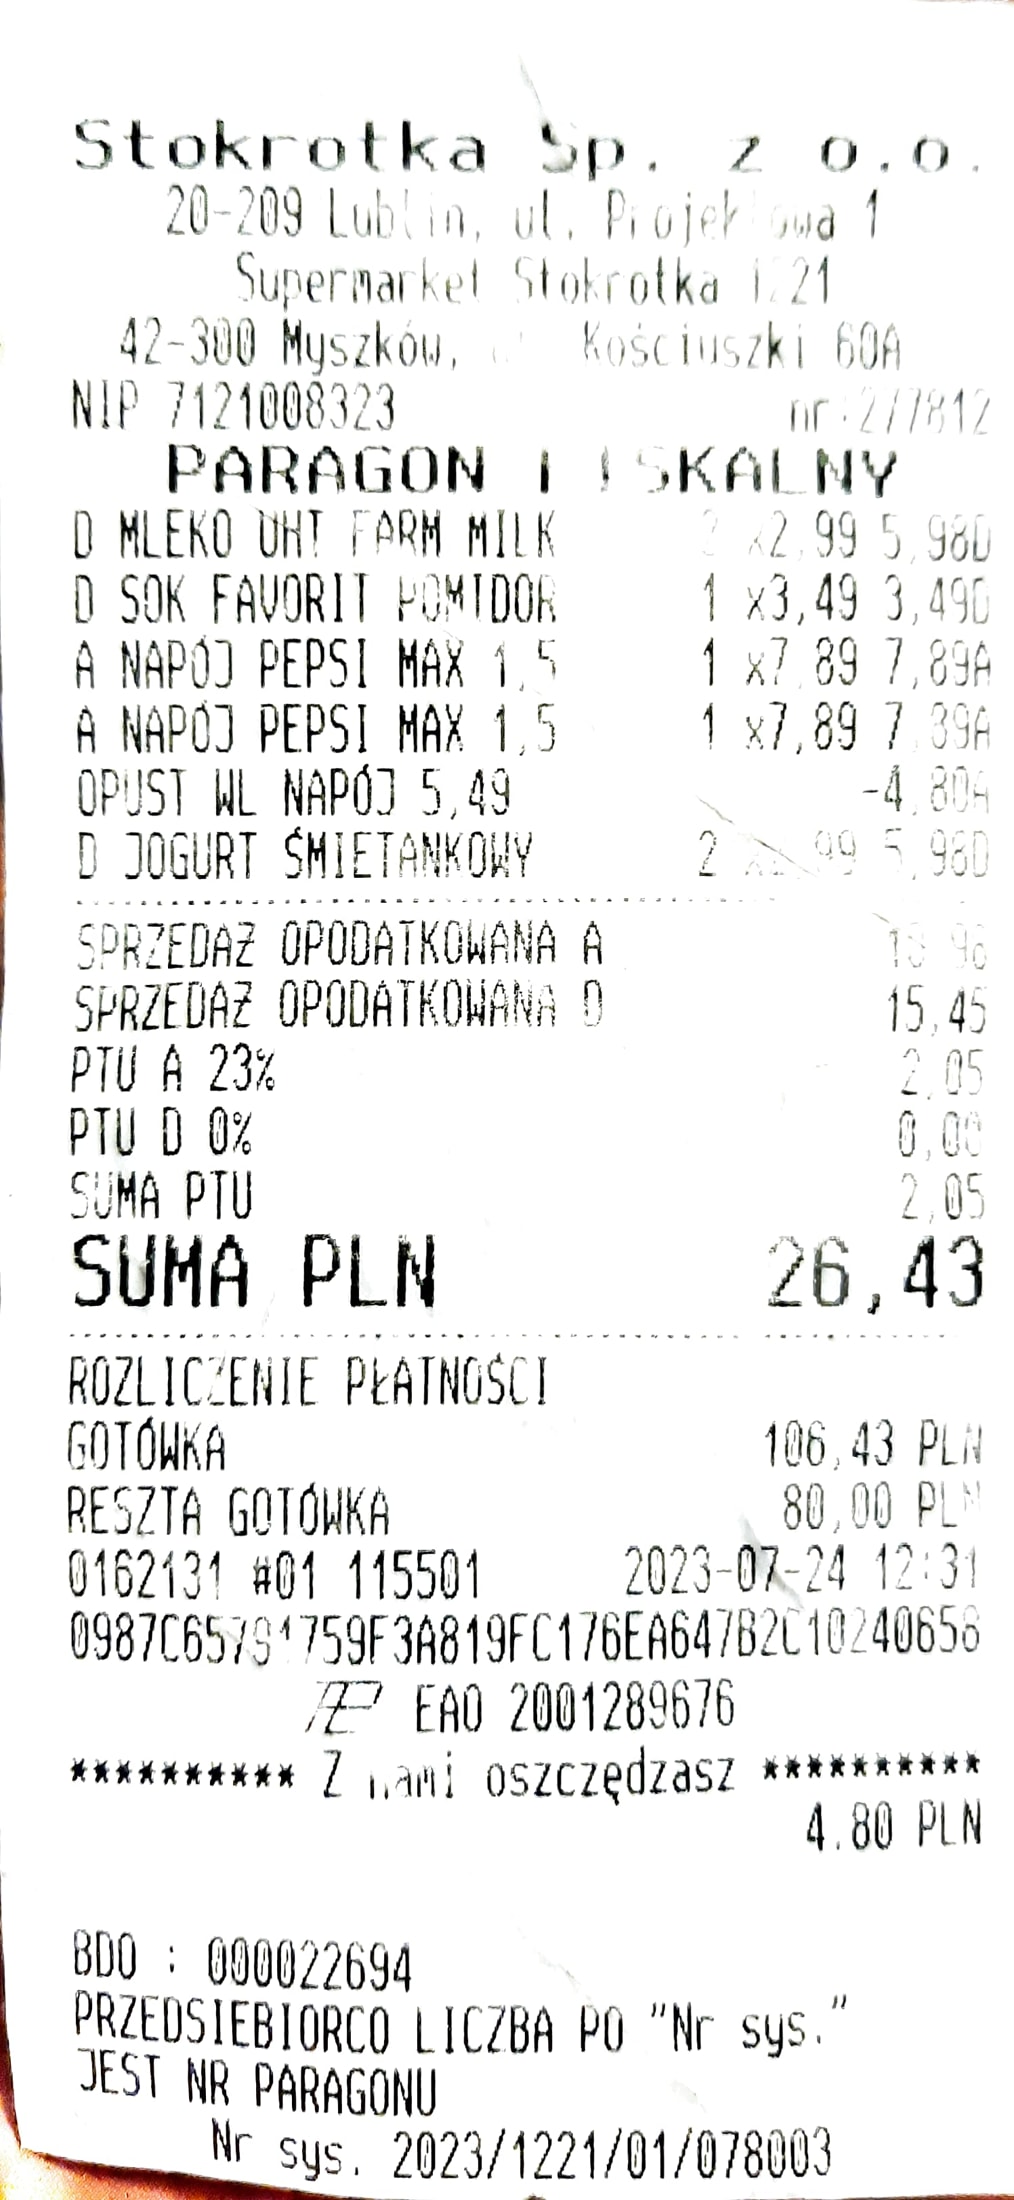 Stokrotka Sp. z o.o.
20-209 Lublin, ul. Projektowa 1
Supermarket Stokrotka 1221
42-300 Myszków, Kościuszki 60A
NIP 7121008323 nr:277812
PARAGON FISKALNY
D MLEKO UHT FARM MILK 2 x2,99 5,98D
D SOK FAVORIT POMIDOR 1 x3,49 3,49D
A NAPÓJ PEPSI MAX 1,5 1 x7,89 7,89A
A NAPÓJ PEPSI MAX 1,5 1 x7,89 7,89A
OPUST WL NAPÓJ 5,49 -4,80A
D JOGURT ŚMIETANKOWY 2 x2,99 5,98D
SPRZEDAŻ OPODATKOWANA A 10,98
SPRZEDAŻ OPODATKOWANA D 15,45
PTU A 23% 2,05
PTU D 0% 0,00
SUMA PTU 2,05
SUMA PLN 26,43
ROZLICZENIE PŁATNOŚCI
GOTÓWKA 106,43 PLN
RESZTA GOTÓWKA 80,00 PLN
0162131 #01 115501 2023-07-24 12:31
EAO 2001289676
********** Z nami oszczędzasz **********
4.80 PLN
BDO : 000022694
PRZEDSIEBIORCO LICZBA PO "Nr sys."
JEST NR PARAGONU
Nr sys. 2023/1221/01/078003